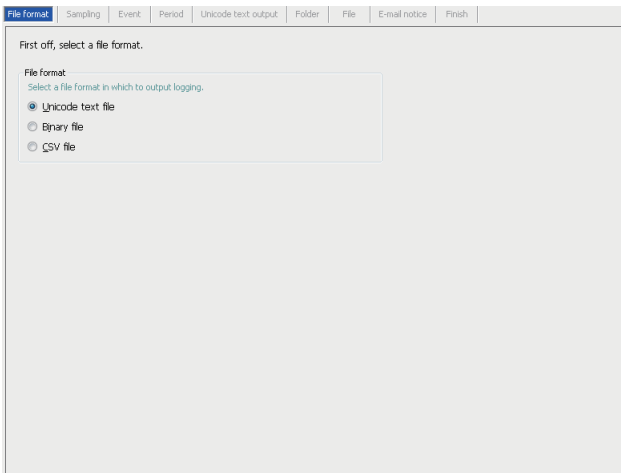 File format Sampling Event Period Unicode text output Folder File E-mail notice Finish
First off, select a file format.
File format
Select a file format in which to output logging.
Unicode text file
Binary file
CSV file